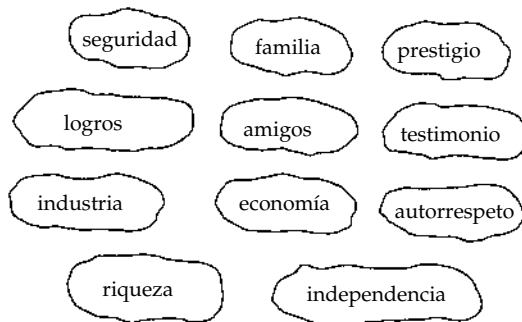 seguridad
familia
prestigio
logros
amigos
testimonio
industria
economía
autorrespeto
riqueza
independencia